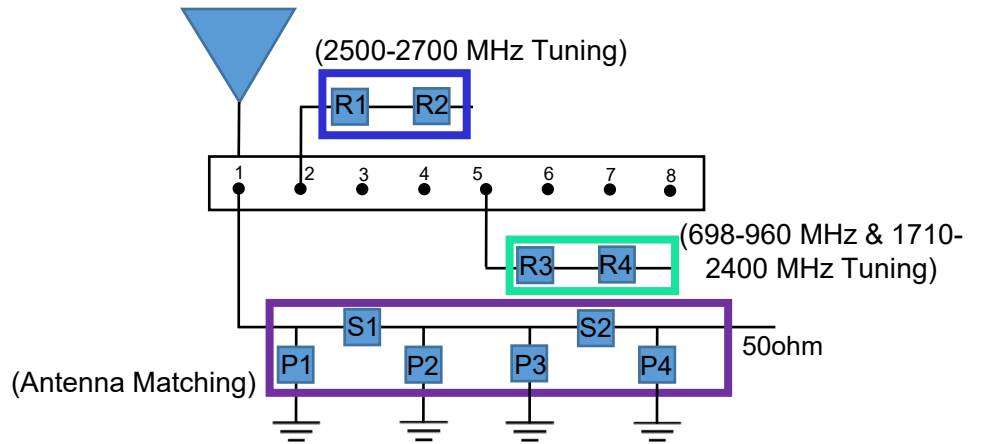 (2500-2700 MHz Tuning)
R1 R2
1 2 3 4 5 6 7 8
(698-960 MHz & 1710-
2400 MHz Tuning)
R3 R4
S1 S2
50ohm
P1 P2 P3 P4
(Antenna Matching)